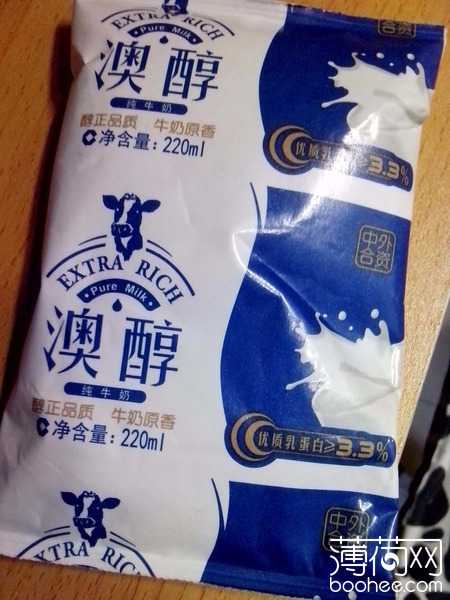 EXTRA RICH
Pure Milk
澳醇
纯牛奶
醇正品质 牛奶原香
净含量：220ml
合资
优质乳 3.3%
EXTRA RICH
Pure Milk
澳醇
纯牛奶
醇正品质 牛奶原香
净含量：220ml
中外
合资
优质乳蛋白≥3.3%
EXTRA RICH
中外
合资
薄荷网
boohee.com